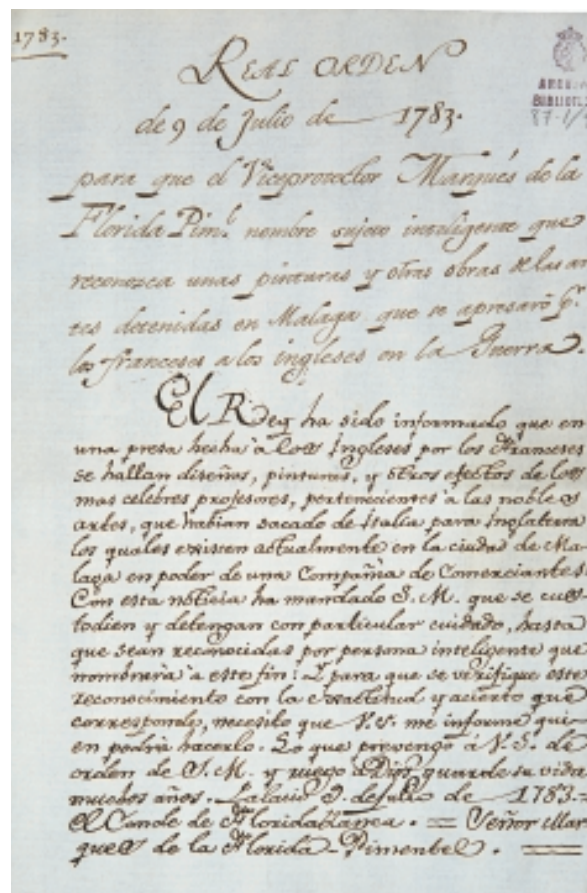 1783.
REAL ORDEN
de 9 de Julio de 1783.
para que el Viceprotector Marqués de la
Florida Pim.l nombre sujeto inteligente que
reconozca unas pinturas y otras obras de las ar
tes detenidas en Malaga que se apresarõ p.r
los franceses a los ingleses en la Guerra.
El Rey ha sido informado que en
una presa hecha à los Ingleses por los Franceses
se hallan diseños, pinturas, y otros efectos de los
mas celebres profesores, pertenecientes à las nobles
artes, que habian sacado de Italia para Inglaterra
los quales existen actualmente en la ciudad de Ma-
laga en poder de una Compañia de Comerciantes
Con esta noticia ha mandado S. M. que se cus-
todien y detengan con particular cuidado, hasta
que sean reconocidas por persona inteligente que
nombrará à este fin: Y para que se verifique este
reconocimiento con la exactitud y acierto que
corresponde, necesito que V.S. me informe qui-
en podria hacerlo. Lo que prevengo à V. S. de
orden de S. M. y ruego à Dios guarde su vida
muchos años. Palacio 9. de Julio de 1783.=
El Conde de Floridablanca. = Señor Mar
ques de la Florida-Pimentel. =
87-1/